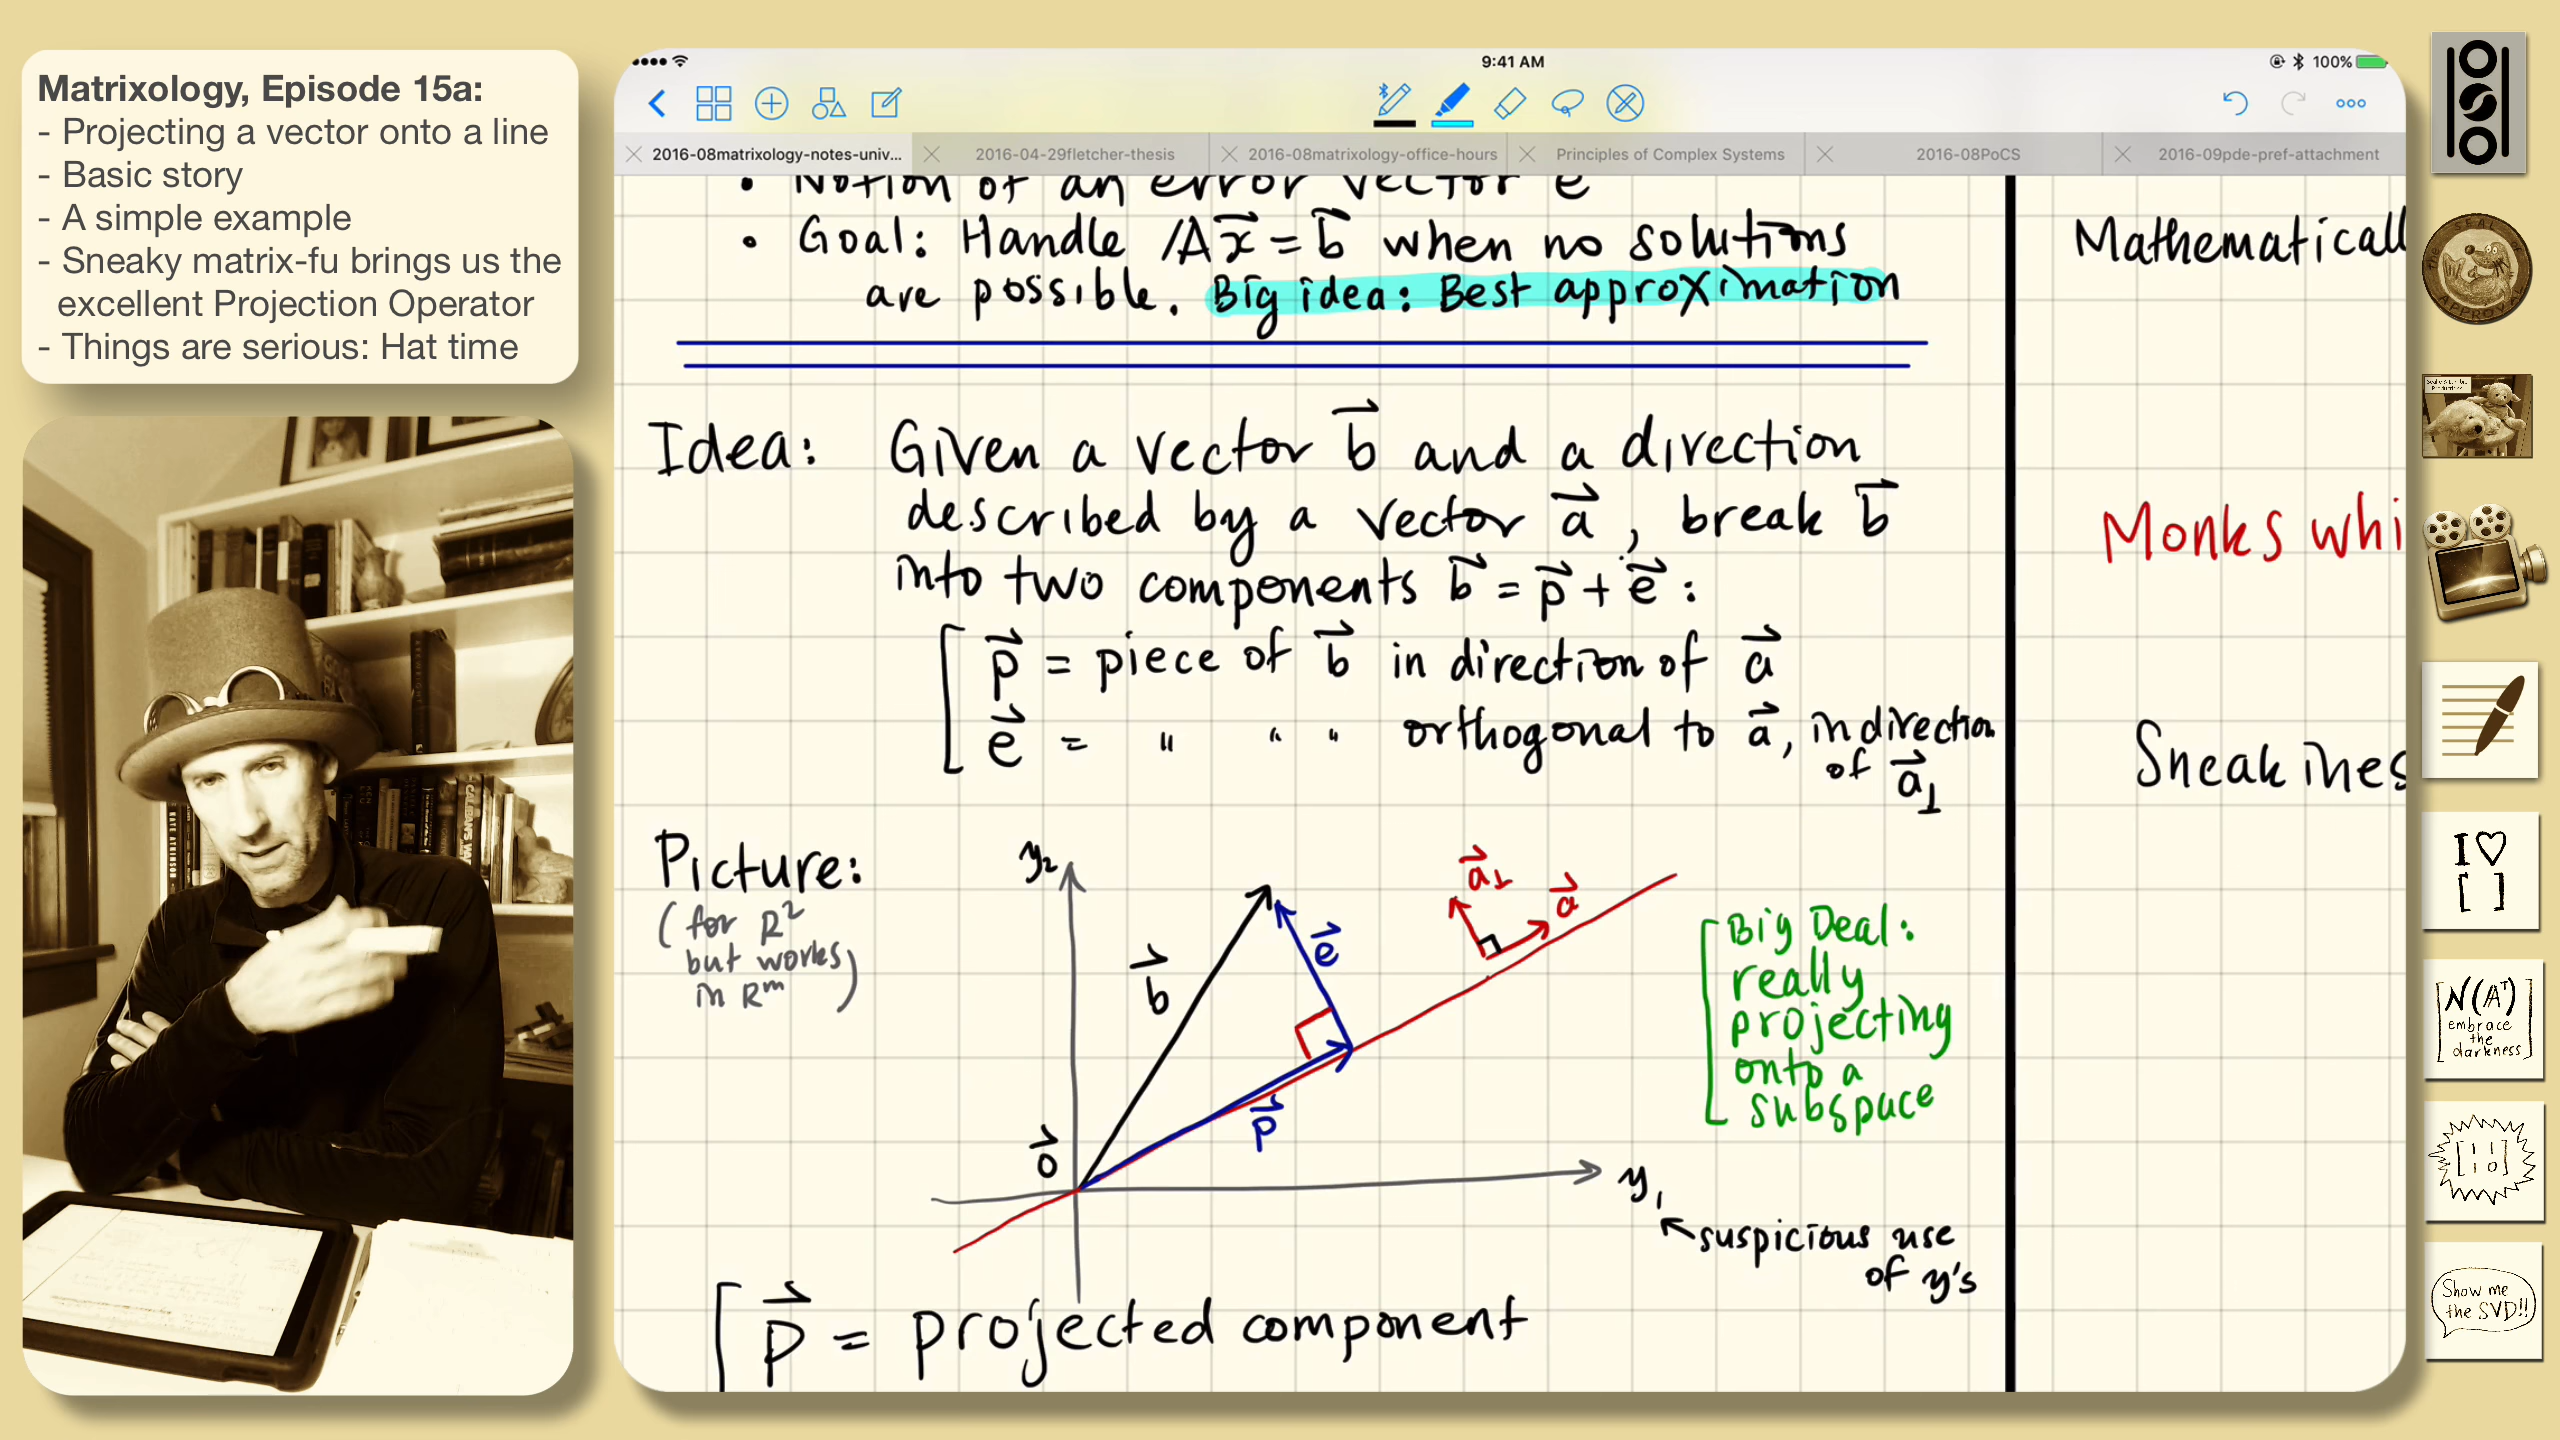 Matrixology, Episode 15a:
- Projecting a vector onto a line
- Basic story
- A simple example
- Sneaky matrix-fu brings us the
excellent Projection Operator
- Things are serious: Hat time
9:41 AM
100%
2016-08matrixology-notes-univ...
2016-04-29fletcher-thesis
2016-08matrixology-office-hours
Principles of Complex Systems
2016-08PoCS
2016-09pde-pref-attachment
• Notion of an error vector e
• Goal: Handle /A x⃗ = b⃗ when no solutions
are possible. Big idea: Best approximation
Idea: Given a vector b⃗ and a direction
described by a vector a⃗, break b⃗
into two components b⃗ = p⃗ + e⃗ :
p⃗ = piece of b⃗ in direction of a⃗
e⃗ = " " " orthogonal to a⃗, in direction
of a⃗⊥
Picture:
(for R²
but works
in Rᵐ)
y₂
b⃗
e⃗
a⃗⊥
a⃗
p⃗
0⃗
y₁
Big Deal:
really
projecting
onto a
subspace
suspicious use
of y's
p⃗ = projected component
Mathematicall
Monks whi
Sneakines
I ♡
[ ]
N(Aᵀ)
embrace
the
darkness
Show me
the SVD!!